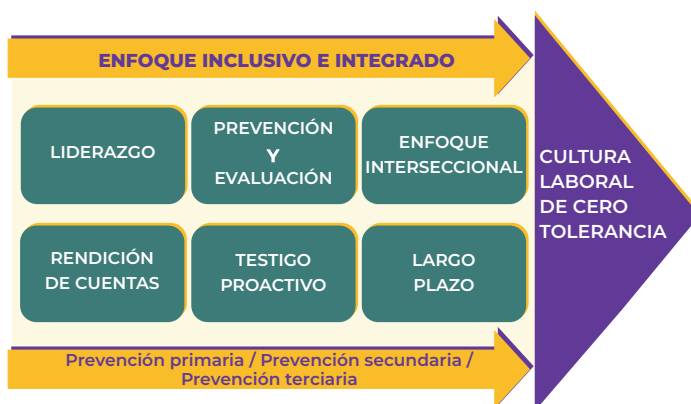 ENFOQUE INCLUSIVO E INTEGRADO
LIDERAZGO
PREVENCIÓN
Y
EVALUACIÓN
ENFOQUE
INTERSECCIONAL
RENDICIÓN
DE CUENTAS
TESTIGO
PROACTIVO
LARGO
PLAZO
CULTURA
LABORAL
DE CERO
TOLERANCIA
Prevención primaria / Prevención secundaria /
Prevención terciaria